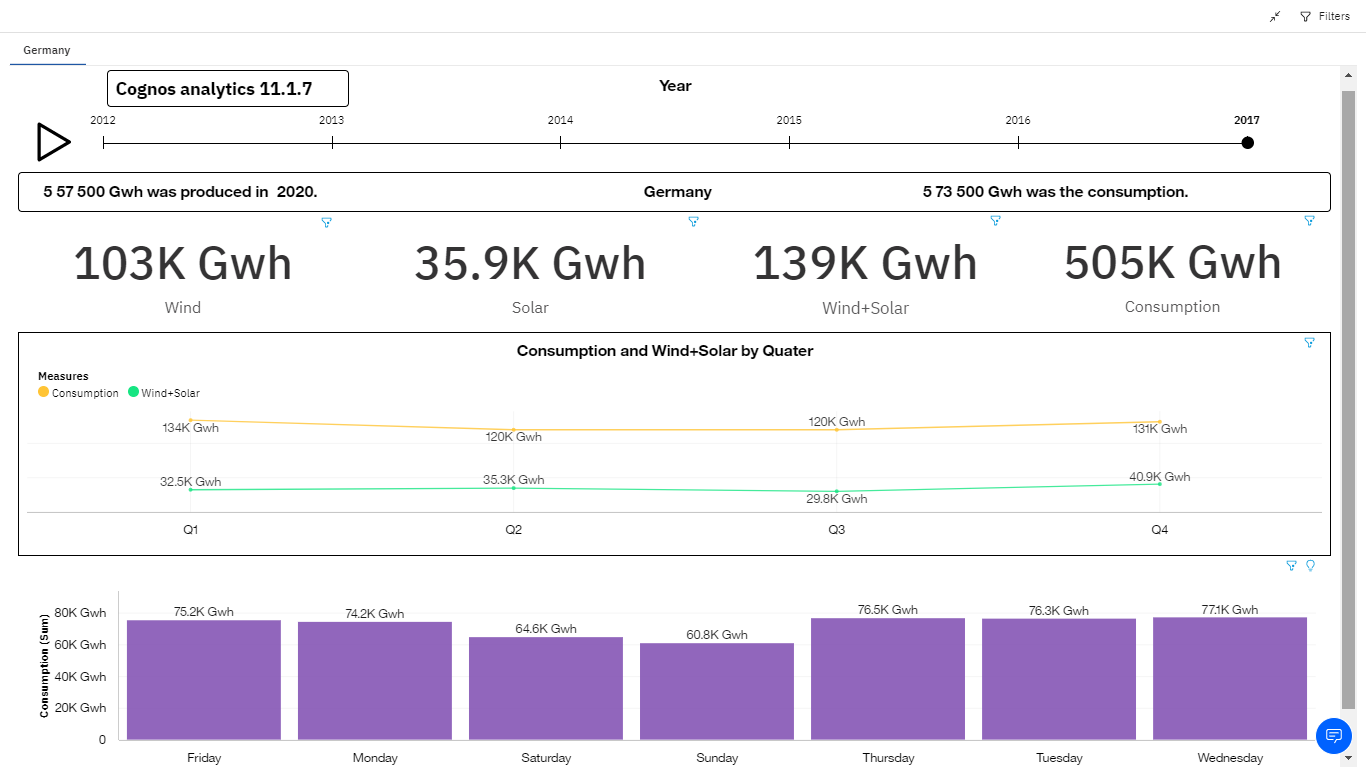 Filters
Germany
Cognos analytics 11.1.7
Year
2012 2013 2014 2015 2016 2017
5 57 500 Gwh was produced in 2020. Germany 5 73 500 Gwh was the consumption.
103K Gwh 35.9K Gwh 139K Gwh 505K Gwh
Wind Solar Wind+Solar Consumption
Consumption and Wind+Solar by Quater
Measures
Consumption Wind+Solar
134K Gwh 120K Gwh 120K Gwh 131K Gwh
32.5K Gwh 35.3K Gwh 29.8K Gwh 40.9K Gwh
Q1 Q2 Q3 Q4
Consumption (Sum)
80K Gwh
60K Gwh
40K Gwh
20K Gwh
0
75.2K Gwh 74.2K Gwh 64.6K Gwh 60.8K Gwh 76.5K Gwh 76.3K Gwh 77.1K Gwh
Friday Monday Saturday Sunday Thursday Tuesday Wednesday